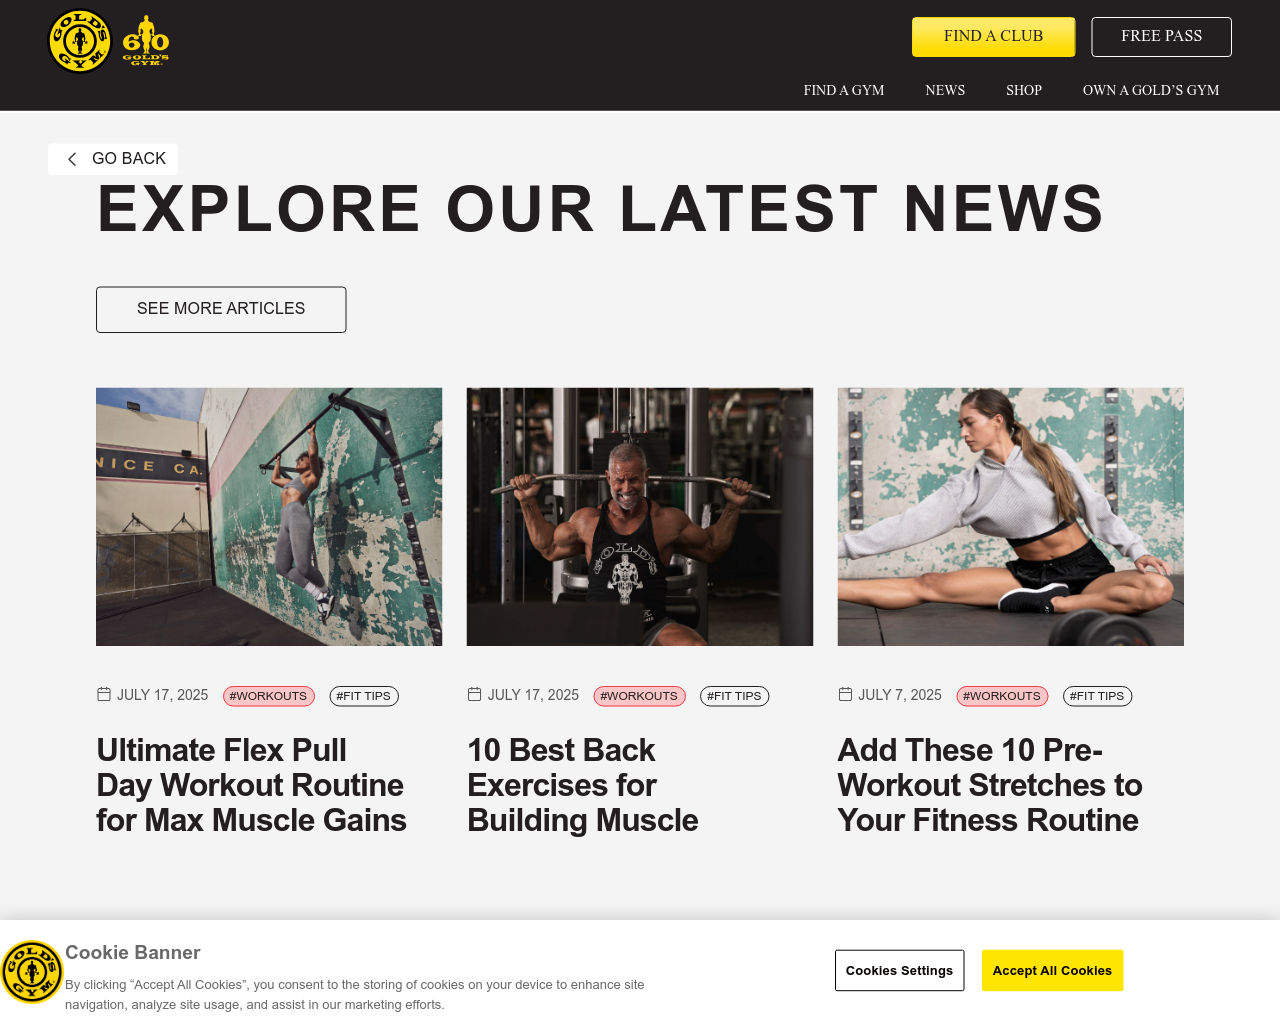 GOLD'S GYM
60
GOLD'S
GYM
FIND A CLUB
FREE PASS
FIND A GYM
NEWS
SHOP
OWN A GOLD'S GYM
GO BACK
EXPLORE OUR LATEST NEWS
SEE MORE ARTICLES
NICE CA.
GOLD'S
JULY 17, 2025 #WORKOUTS #FIT TIPS
Ultimate Flex Pull
Day Workout Routine
for Max Muscle Gains
JULY 17, 2025 #WORKOUTS #FIT TIPS
10 Best Back
Exercises for
Building Muscle
JULY 7, 2025 #WORKOUTS #FIT TIPS
Add These 10 Pre-
Workout Stretches to
Your Fitness Routine
GOLD'S GYM
Cookie Banner
By clicking “Accept All Cookies”, you consent to the storing of cookies on your device to enhance site
navigation, analyze site usage, and assist in our marketing efforts.
Cookies Settings
Accept All Cookies